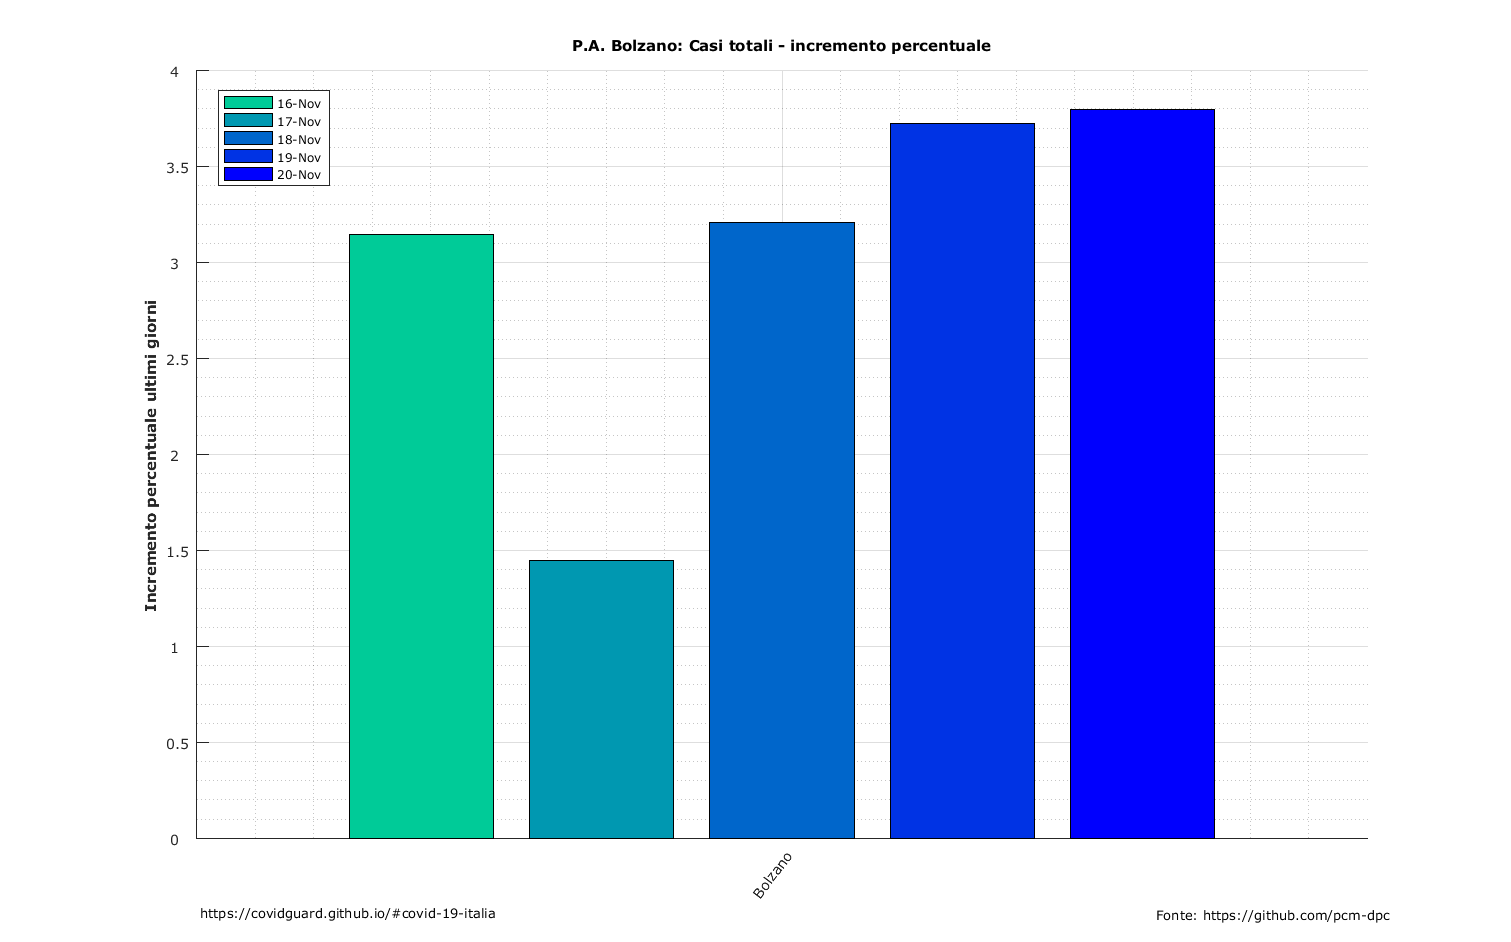 P.A. Bolzano: Casi totali - incremento percentuale
16-Nov
17-Nov
18-Nov
19-Nov
20-Nov
Incremento percentuale ultimi giorni
4
3.5
3
2.5
2
1.5
1
0.5
0
Bolzano
https://covidguard.github.io/#covid-19-italia
Fonte: https://github.com/pcm-dpc